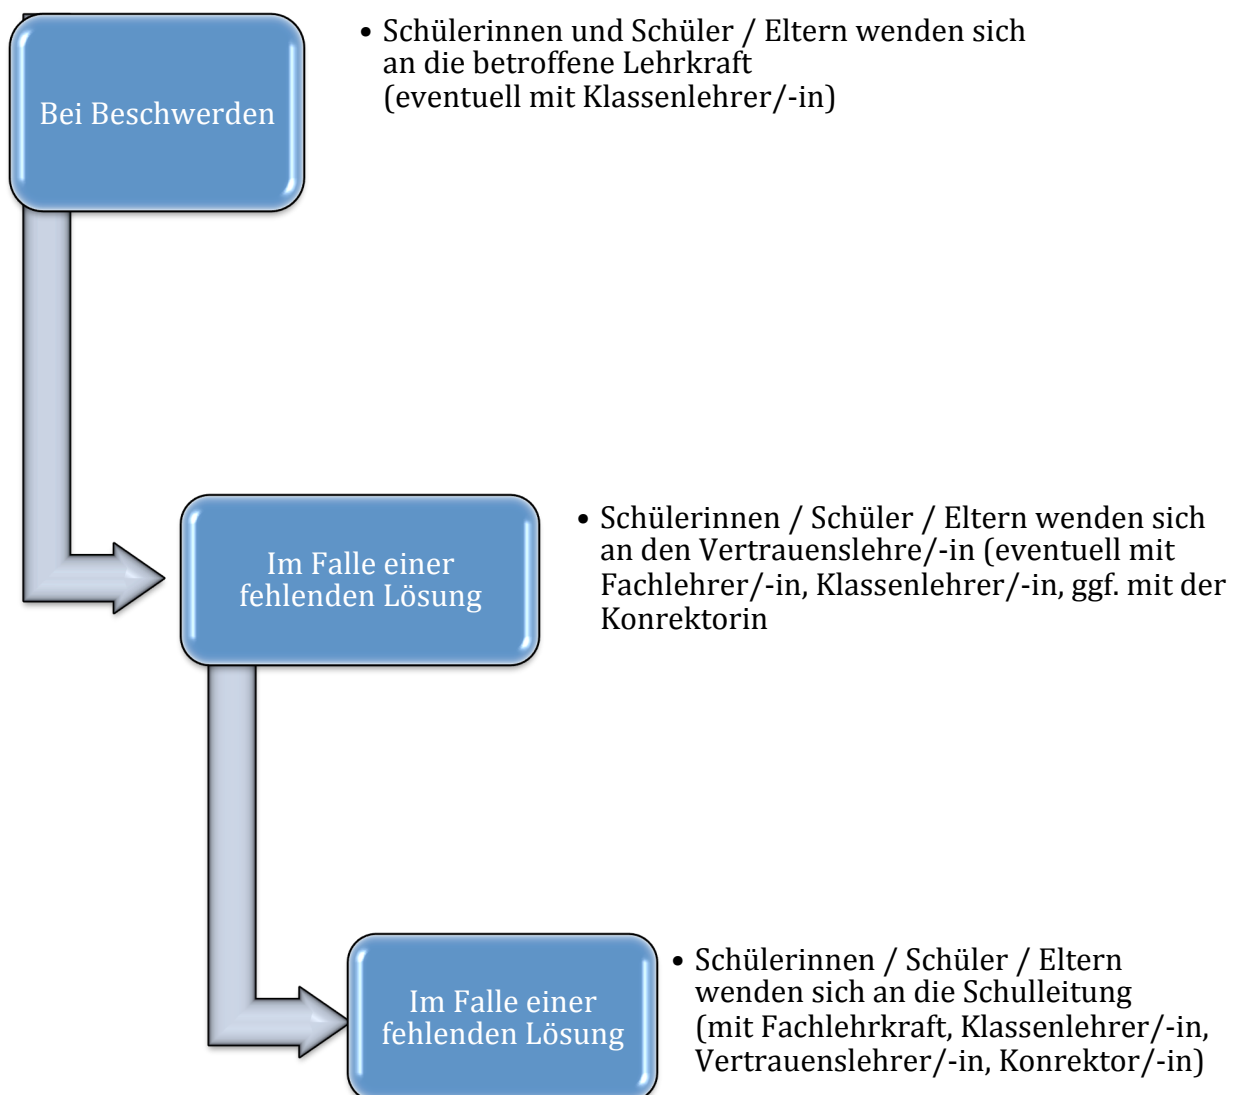 Bei Beschwerden
• Schülerinnen und Schüler / Eltern wenden sich
an die betroffene Lehrkraft
(eventuell mit Klassenlehrer/-in)
Im Falle einer
fehlenden Lösung
• Schülerinnen / Schüler / Eltern wenden sich
an den Vertrauenslehre/-in (eventuell mit
Fachlehrer/-in, Klassenlehrer/-in, ggf. mit der
Konrektorin
Im Falle einer
fehlenden Lösung
• Schülerinnen / Schüler / Eltern
wenden sich an die Schulleitung
(mit Fachlehrkraft, Klassenlehrer/-in,
Vertrauenslehrer/-in, Konrektor/-in)